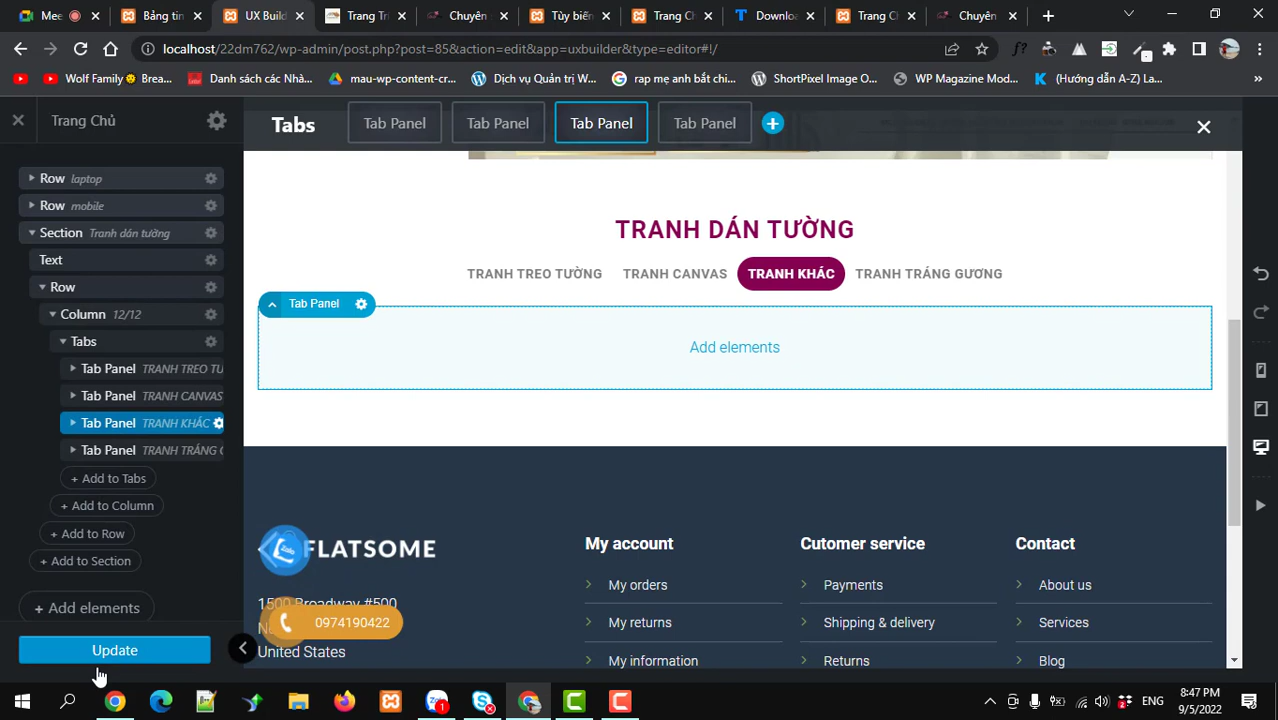 Mee
Bảng tin
UX Build
Trang Trí
Chuyên
Tùy biến
Trang Ch
Downloa
Trang Ch
Chuyên
localhost/22dm762/wp-admin/post.php?post=85&action=edit&app=uxbuilder&type=editor#!/
YouTube
Wolf Family Brea...
Danh sách các Nhà...
mau-wp-content-cr...
Dịch vụ Quản trị W...
rap mẹ anh bắt chi...
ShortPixel Image O...
WP Magazine Mod...
(Hướng dẫn A-Z) La...
»
Trang Chủ
Tabs
Tab Panel
Tab Panel
Tab Panel
Tab Panel
Row laptop
Row mobile
Section Tranh dán tường
Text
Row
Column 12/12
Tabs
Tab Panel TRANH TREO TU
Tab Panel TRANH CANVAS
Tab Panel TRANH KHÁC
Tab Panel TRANH TRÁNG G
+ Add to Tabs
+ Add to Column
+ Add to Row
+ Add to Section
+ Add elements
Update
TRANH DÁN TƯỜNG
TRANH TREO TƯỜNG
TRANH CANVAS
TRANH KHÁC
TRANH TRÁNG GƯƠNG
Tab Panel
Add elements
FLATSOME
1500 Broadway #500
United States
0974190422
My account
My orders
My returns
My information
Cutomer service
Payments
Shipping & delivery
Returns
Contact
About us
Services
Blog
1
ENG
8:47 PM
9/5/2022